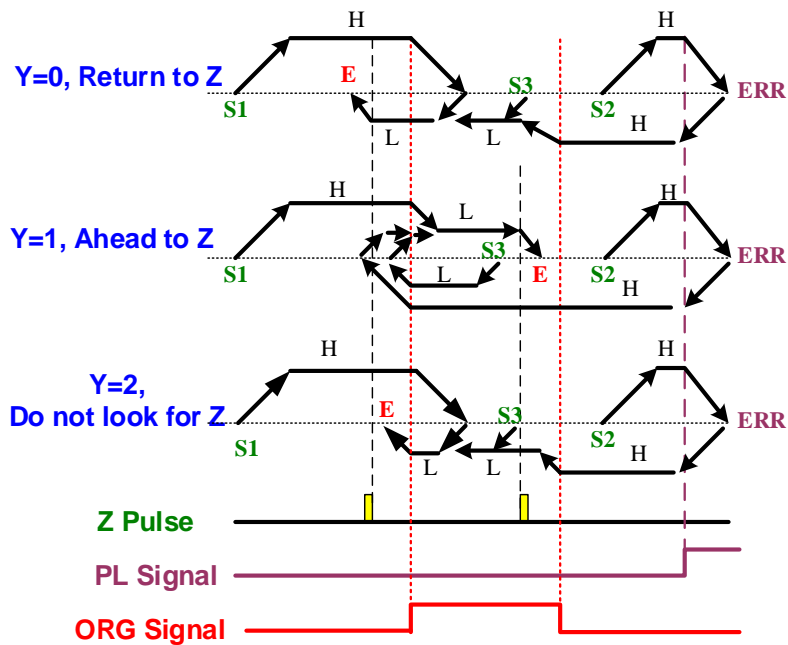 H
H
Y=0, Return to Z
E
S1
S3
S2
ERR
L
L
H
H
H
L
Y=1, Ahead to Z
S1
S3
L
E
S2
ERR
H
H
H
Y=2,
Do not look for Z
E
S1
S3
S2
ERR
L
L
H
Z Pulse
PL Signal
ORG Signal